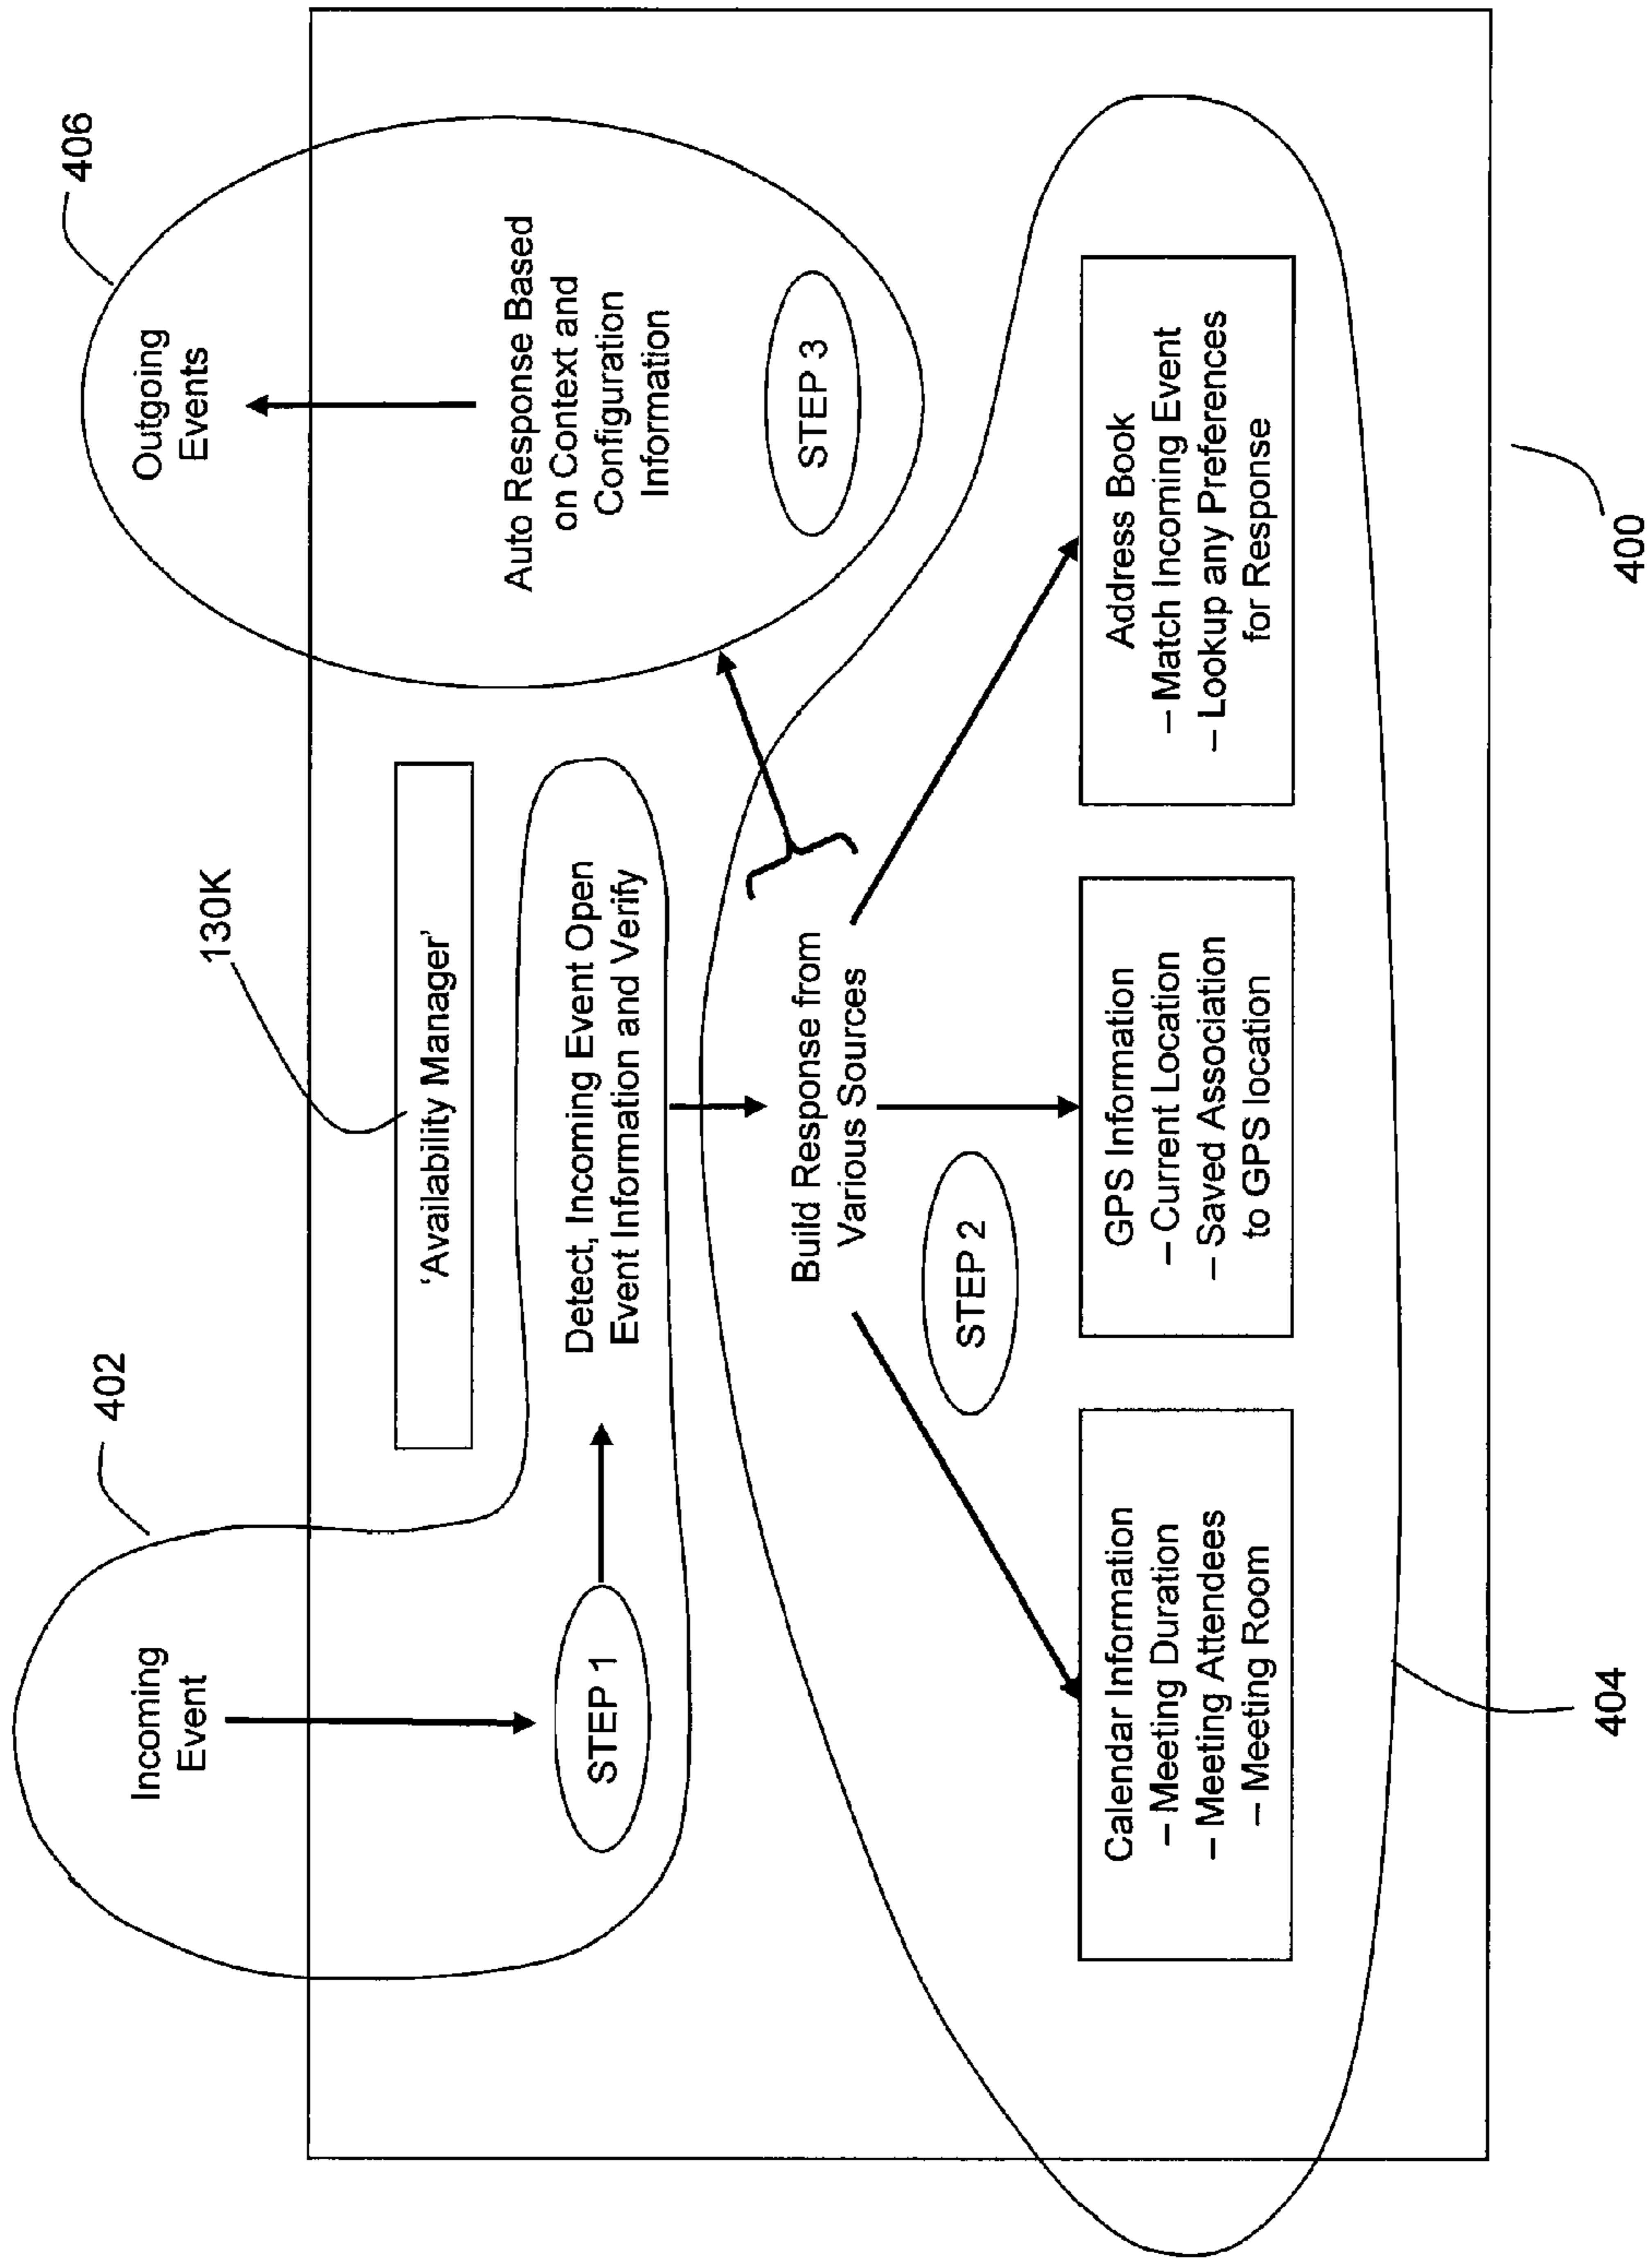 402
406
Incoming
Event
Outgoing
Events
130K
'Availability Manager'
STEP 1
Detect, Incoming Event Open
Event Information and Verify
Auto Response Based
on Context and
Configuration
Information
STEP 3
Build Response from
Various Sources
STEP 2
Calendar Information
– Meeting Duration
– Meeting Attendees
– Meeting Room
GPS Information
– Current Location
– Saved Association
to GPS location
Address Book
– Match Incoming Event
– Lookup any Preferences
for Response
404
400